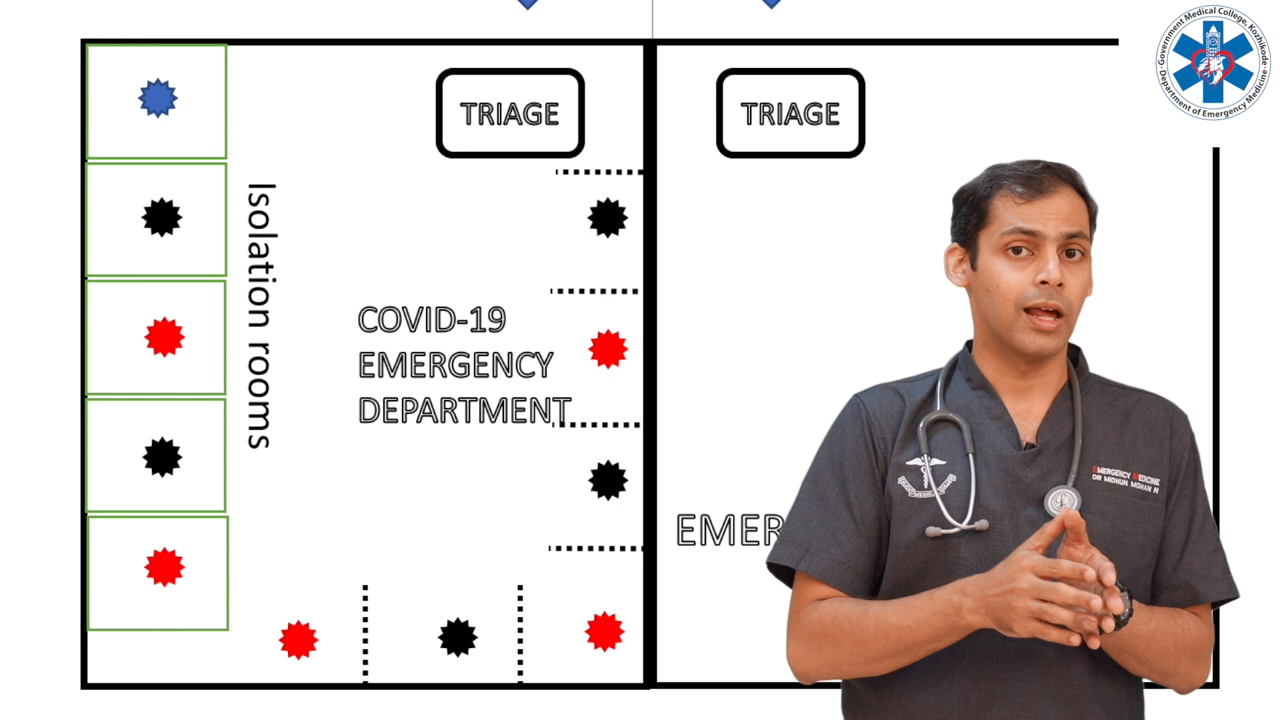 TRIAGE
TRIAGE
Isolation rooms
COVID-19
EMERGENCY
DEPARTMENT
EMER
Government Medical College, Kozhikode
Department of Emergency Medicine
EMERGENCY MEDICINE
DR MIDHUN MOHAN N